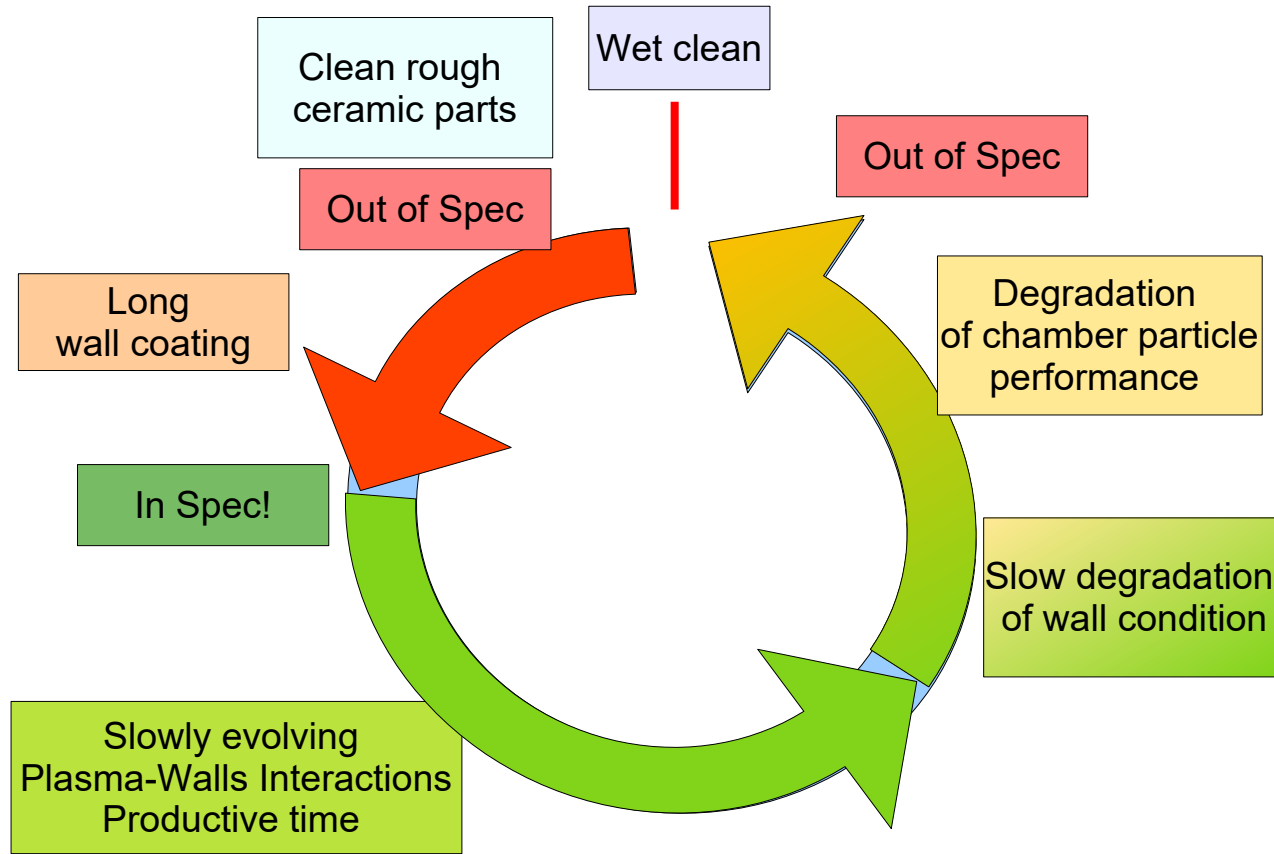 Wet clean
Clean rough
ceramic parts
Out of Spec
Long
wall coating
In Spec!
Slowly evolving
Plasma-Walls Interactions
Productive time
Slow degradation
of wall condition
Degradation
of chamber particle
performance
Out of Spec